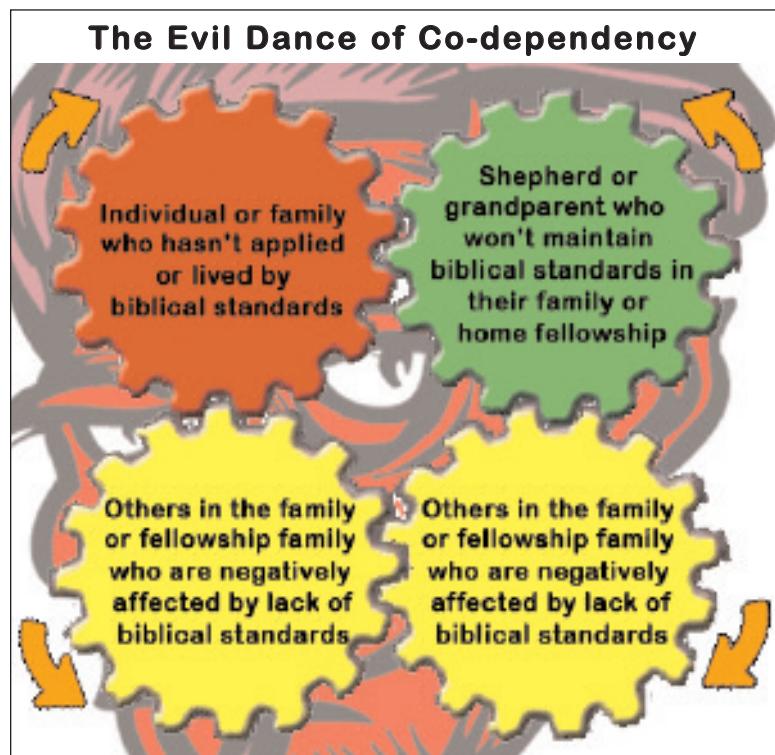 The Evil Dance of Co-dependency
Individual or family
who hasn't applied
or lived by
biblical standards
Shepherd or
grandparent who
won't maintain
biblical standards in
their family or
home fellowship
Others in the family
or fellowship family
who are negatively
affected by lack of
biblical standards
Others in the family
or fellowship family
who are negatively
affected by lack of
biblical standards